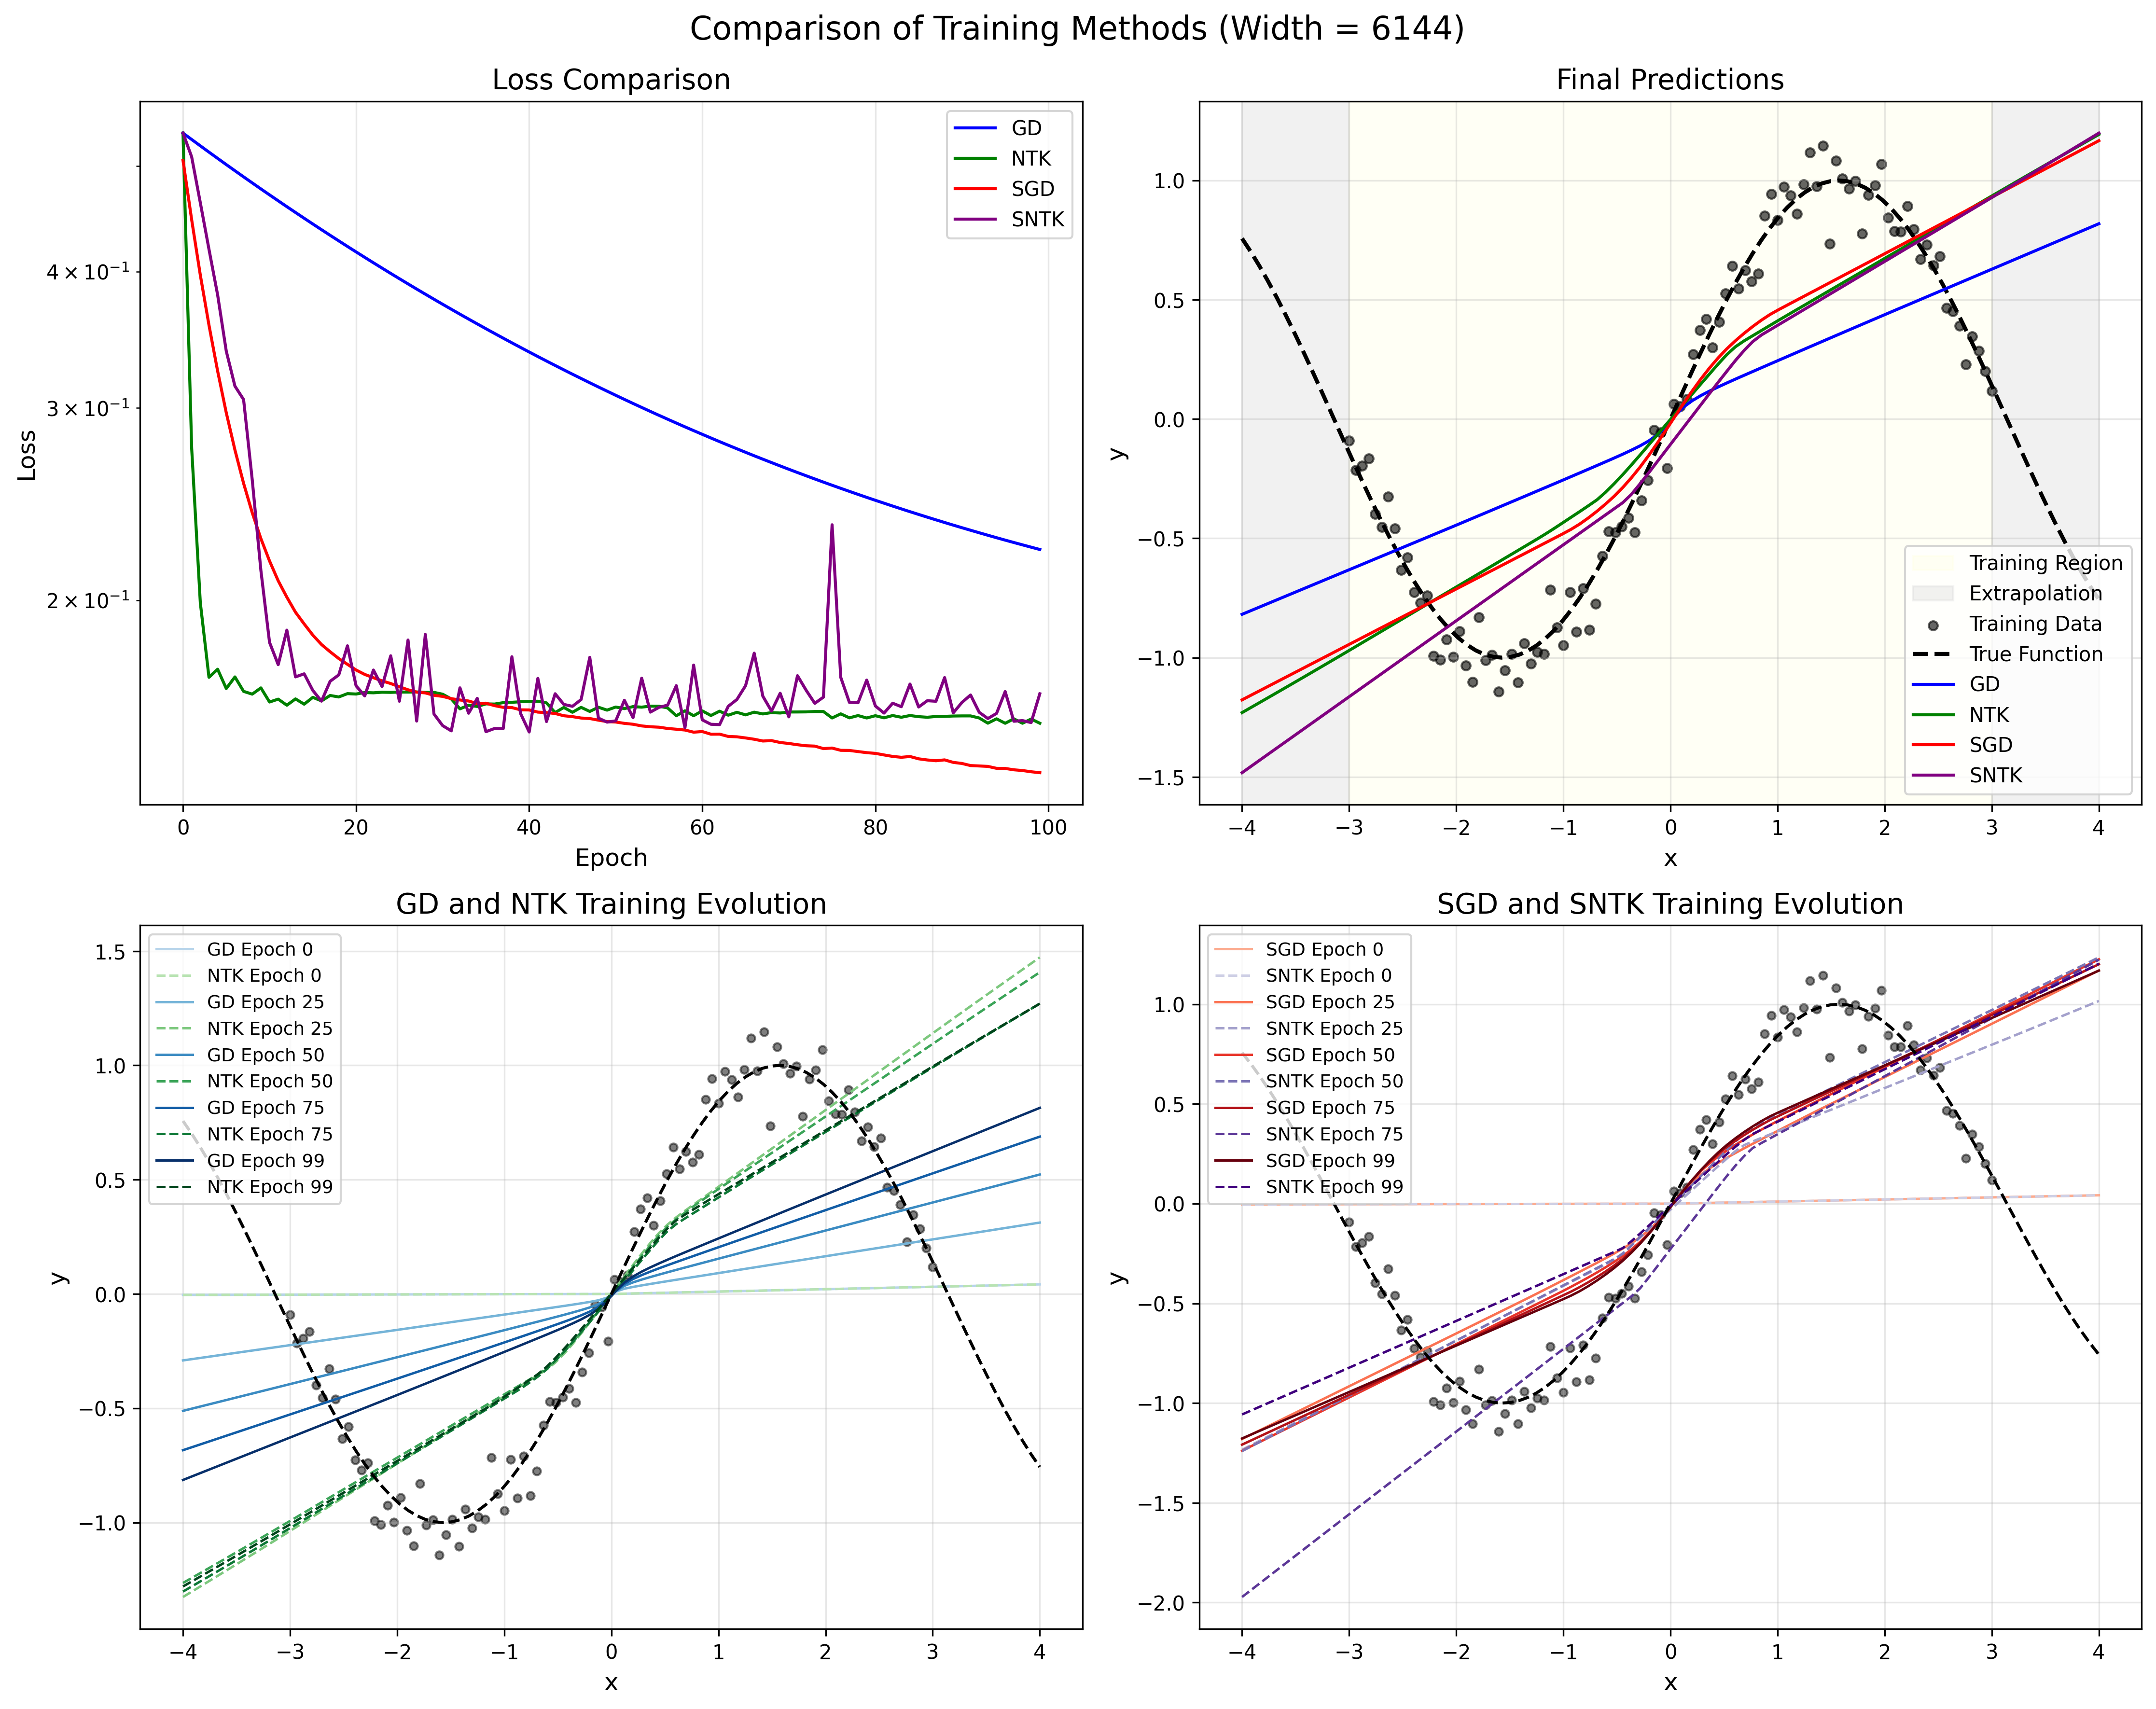 Comparison of Training Methods (Width = 6144)
Loss Comparison
GD
NTK
SGD
SNTK
4 × 10⁻¹
3 × 10⁻¹
2 × 10⁻¹
Loss
0 20 40 60 80 100
Epoch
Final Predictions
1.0
0.5
0.0
−0.5
−1.0
−1.5
y
Training Region
Extrapolation
Training Data
True Function
GD
NTK
SGD
SNTK
−4 −3 −2 −1 0 1 2 3 4
x
GD and NTK Training Evolution
GD Epoch 0
NTK Epoch 0
GD Epoch 25
NTK Epoch 25
GD Epoch 50
NTK Epoch 50
GD Epoch 75
NTK Epoch 75
GD Epoch 99
NTK Epoch 99
1.5
1.0
0.5
0.0
−0.5
−1.0
y
−4 −3 −2 −1 0 1 2 3 4
x
SGD and SNTK Training Evolution
SGD Epoch 0
SNTK Epoch 0
SGD Epoch 25
SNTK Epoch 25
SGD Epoch 50
SNTK Epoch 50
SGD Epoch 75
SNTK Epoch 75
SGD Epoch 99
SNTK Epoch 99
1.0
0.5
0.0
−0.5
−1.0
−1.5
−2.0
y
−4 −3 −2 −1 0 1 2 3 4
x